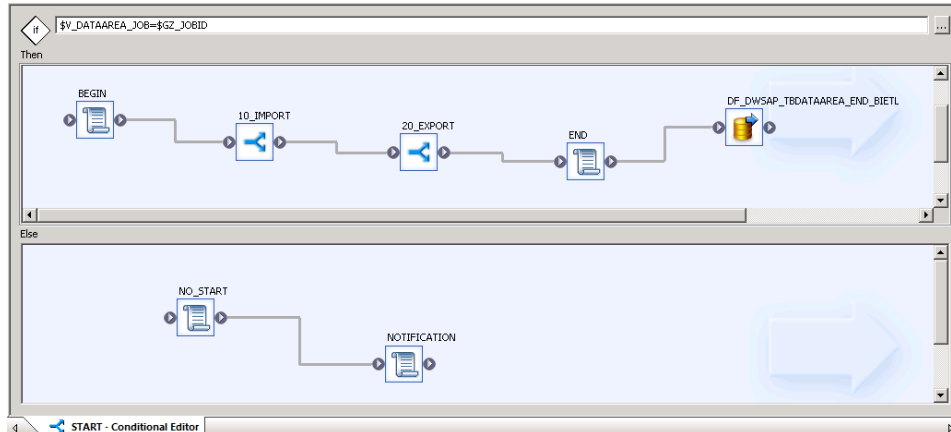 if
$V_DATAAREA_JOB=$GZ_JOBID
...
Then
BEGIN
10_IMPORT
20_EXPORT
END
DF_DWSAP_TBDATAAREA_END_BIETL
Else
NO_START
NOTIFICATION
START - Conditional Editor